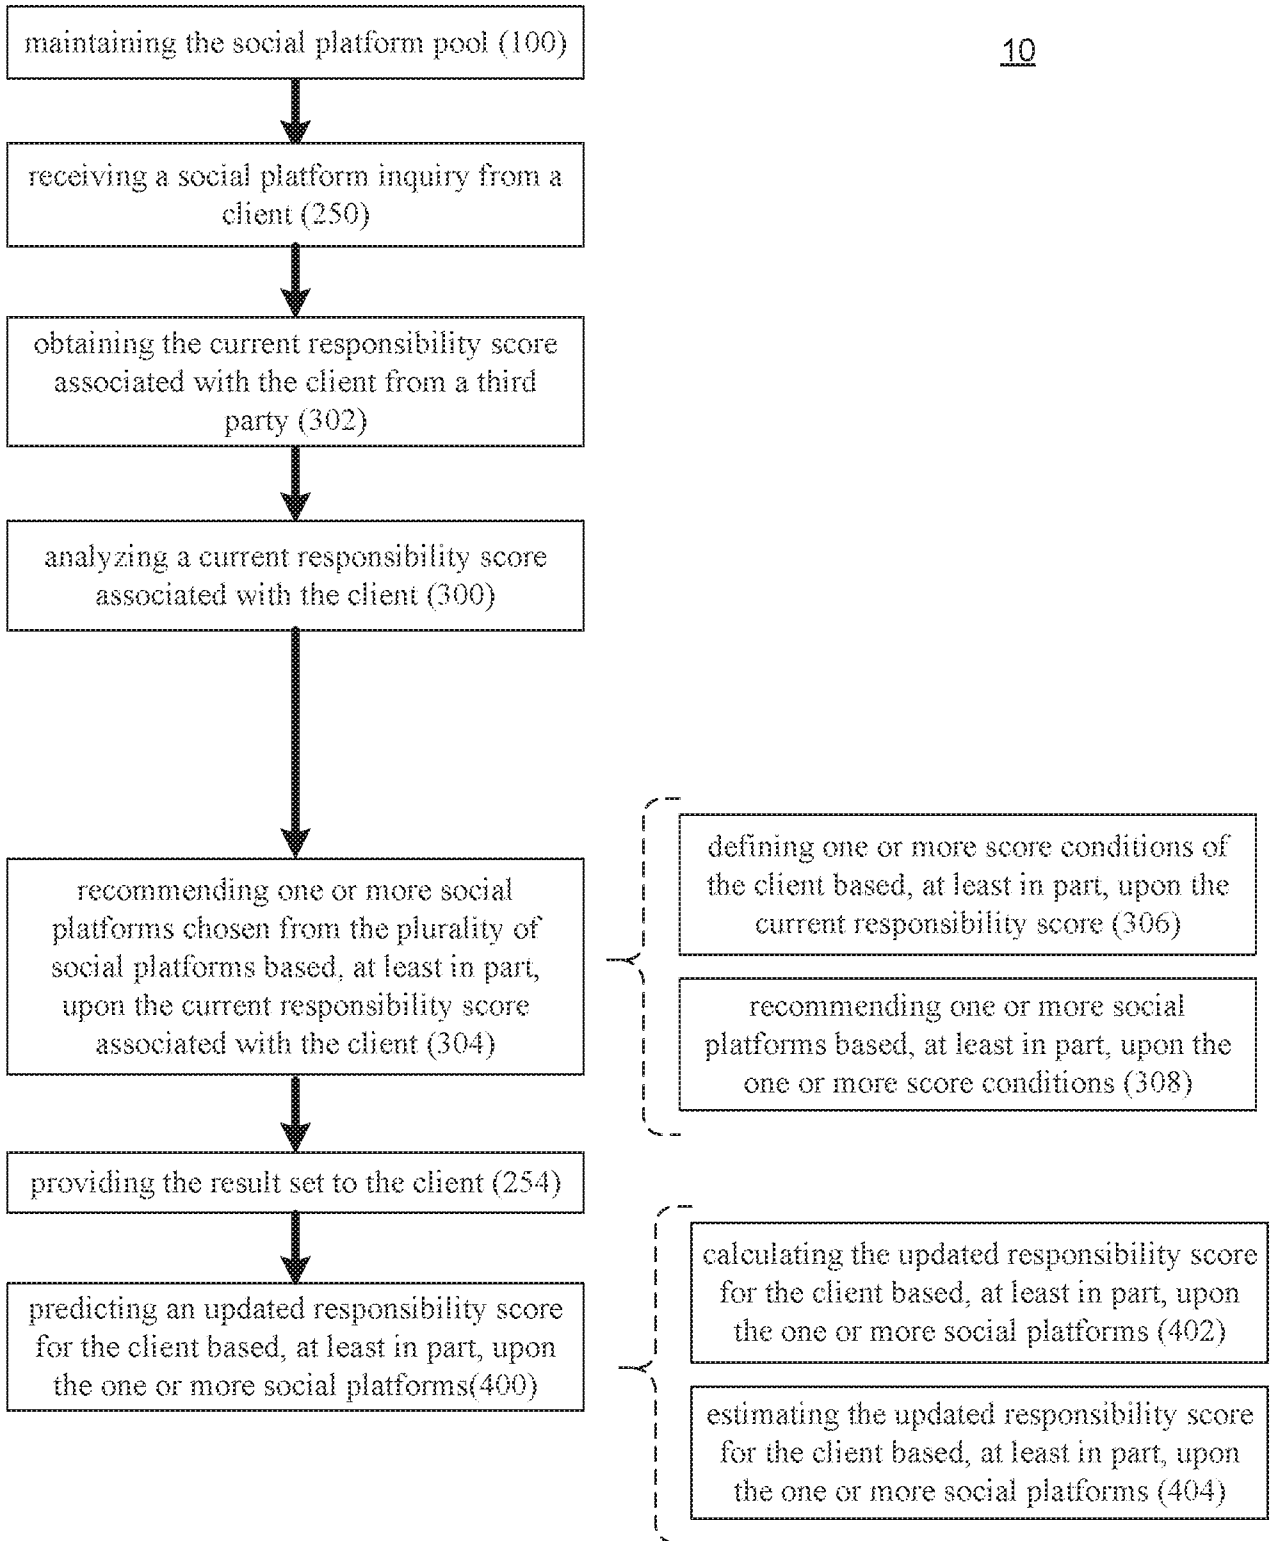 maintaining the social platform pool (100)
10
receiving a social platform inquiry from a
client (250)
obtaining the current responsibility score
associated with the client from a third
party (302)
analyzing a current responsibility score
associated with the client (300)
recommending one or more social
platforms chosen from the plurality of
social platforms based, at least in part,
upon the current responsibility score
associated with the client (304)
defining one or more score conditions of
the client based, at least in part, upon the
current responsibility score (306)
recommending one or more social
platforms based, at least in part, upon the
one or more score conditions (308)
providing the result set to the client (254)
predicting an updated responsibility score
for the client based, at least in part, upon
the one or more social platforms(400)
calculating the updated responsibility score
for the client based, at least in part, upon
the one or more social platforms (402)
estimating the updated responsibility score
for the client based, at least in part, upon
the one or more social platforms (404)